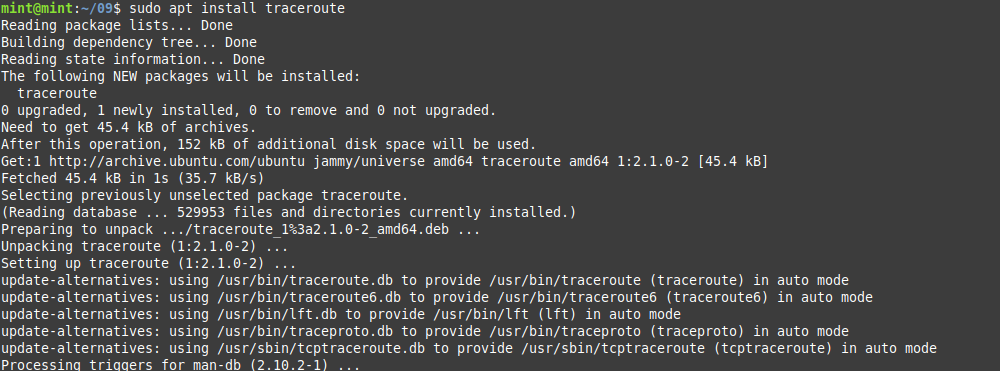 mint@mint:~/09$ sudo apt install traceroute
Reading package lists... Done
Building dependency tree... Done
Reading state information... Done
The following NEW packages will be installed:
  traceroute
0 upgraded, 1 newly installed, 0 to remove and 0 not upgraded.
Need to get 45.4 kB of archives.
After this operation, 152 kB of additional disk space will be used.
Get:1 http://archive.ubuntu.com/ubuntu jammy/universe amd64 traceroute amd64 1:2.1.0-2 [45.4 kB]
Fetched 45.4 kB in 1s (35.7 kB/s)
Selecting previously unselected package traceroute.
(Reading database ... 529953 files and directories currently installed.)
Preparing to unpack .../traceroute_1%3a2.1.0-2_amd64.deb ...
Unpacking traceroute (1:2.1.0-2) ...
Setting up traceroute (1:2.1.0-2) ...
update-alternatives: using /usr/bin/traceroute.db to provide /usr/bin/traceroute (traceroute) in auto mode
update-alternatives: using /usr/bin/traceroute6.db to provide /usr/bin/traceroute6 (traceroute6) in auto mode
update-alternatives: using /usr/bin/lft.db to provide /usr/bin/lft (lft) in auto mode
update-alternatives: using /usr/bin/traceproto.db to provide /usr/bin/traceproto (traceproto) in auto mode
update-alternatives: using /usr/sbin/tcptraceroute.db to provide /usr/sbin/tcptraceroute (tcptraceroute) in auto mode
Processing triggers for man-db (2.10.2-1) ...